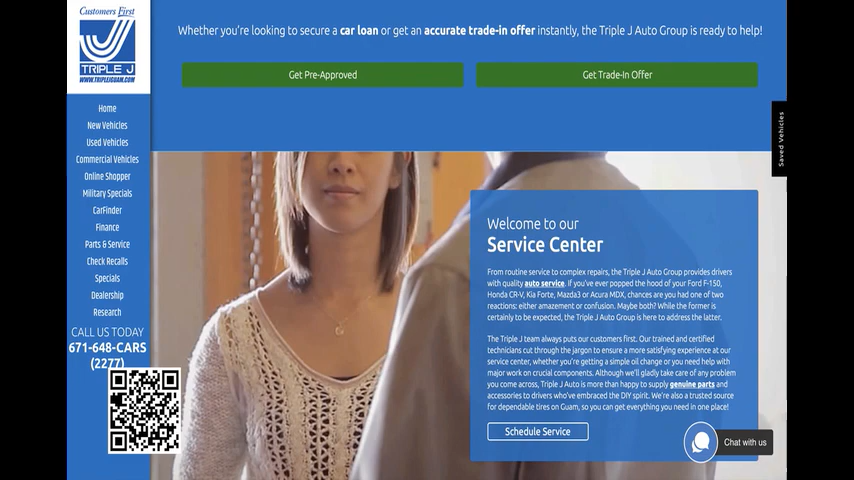 Customers First
TRIPLE J
WWW.TRIPLEJGUAM.COM
Home
New Vehicles
Used Vehicles
Commercial Vehicles
Online Shopper
Military Specials
CarFinder
Finance
Parts & Service
Check Recalls
Specials
Dealership
Research
CALL US TODAY
671-648-CARS
(2277)
Whether you're looking to secure a car loan or get an accurate trade-in offer instantly, the Triple J Auto Group is ready to help!
Get Pre-Approved
Get Trade-In Offer
Saved Vehicles
Welcome to our
Service Center
From routine service to complex repairs, the Triple J Auto Group provides drivers
with quality auto service. If you've ever popped the hood of your Ford F-150,
Honda CR-V, Kia Forte, Mazda3 or Acura MDX, chances are you had one of two
reactions: either amazement or confusion. Maybe both? While the former is
certainly to be expected, the Triple J Auto Group is here to address the latter.
The Triple J team always puts our customers first. Our trained and certified
technicians cut through the jargon to ensure a more satisfying experience at our
service center, whether you're getting a simple oil change or you need help with
major work on crucial components. Although we'll gladly take care of any problem
you come across, Triple J Auto is more than happy to supply genuine parts and
accessories to drivers who've embraced the DIY spirit. We're also a trusted source
for dependable tires on Guam, so you can get everything you need in one place!
Schedule Service
Chat with us